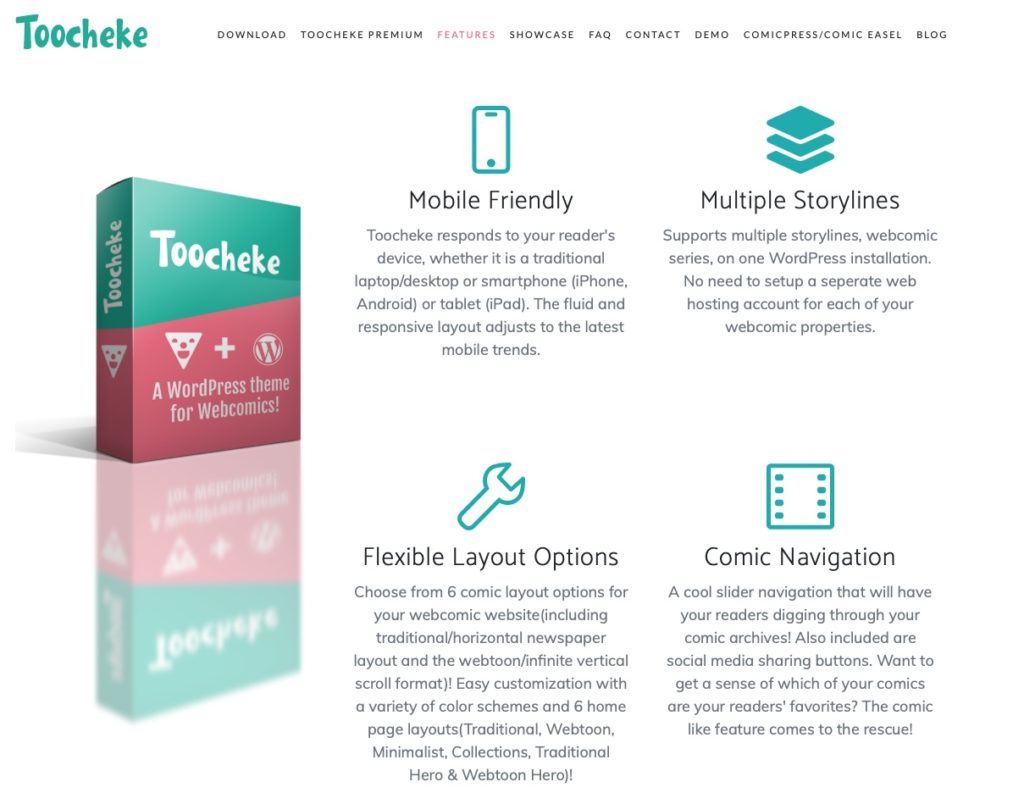 Toocheke
DOWNLOAD TOOCHEKE PREMIUM FEATURES SHOWCASE FAQ CONTACT DEMO COMICPRESS/COMIC EASEL BLOG
Toocheke
Toocheke
+
A WordPress theme
for Webcomics!
Mobile Friendly
Toocheke responds to your reader's
device, whether it is a traditional
laptop/desktop or smartphone (iPhone,
Android) or tablet (iPad). The fluid and
responsive layout adjusts to the latest
mobile trends.
Multiple Storylines
Supports multiple storylines, webcomic
series, on one WordPress installation.
No need to setup a seperate web
hosting account for each of your
webcomic properties.
Flexible Layout Options
Choose from 6 comic layout options for
your webcomic website(including
traditional/horizontal newspaper
layout and the webtoon/infinite vertical
scroll format)! Easy customization with
a variety of color schemes and 6 home
page layouts(Traditional, Webtoon,
Minimalist, Collections, Traditional
Hero & Webtoon Hero)!
Comic Navigation
A cool slider navigation that will have
your readers digging through your
comic archives! Also included are
social media sharing buttons. Want to
get a sense of which of your comics
are your readers' favorites? The comic
like feature comes to the rescue!